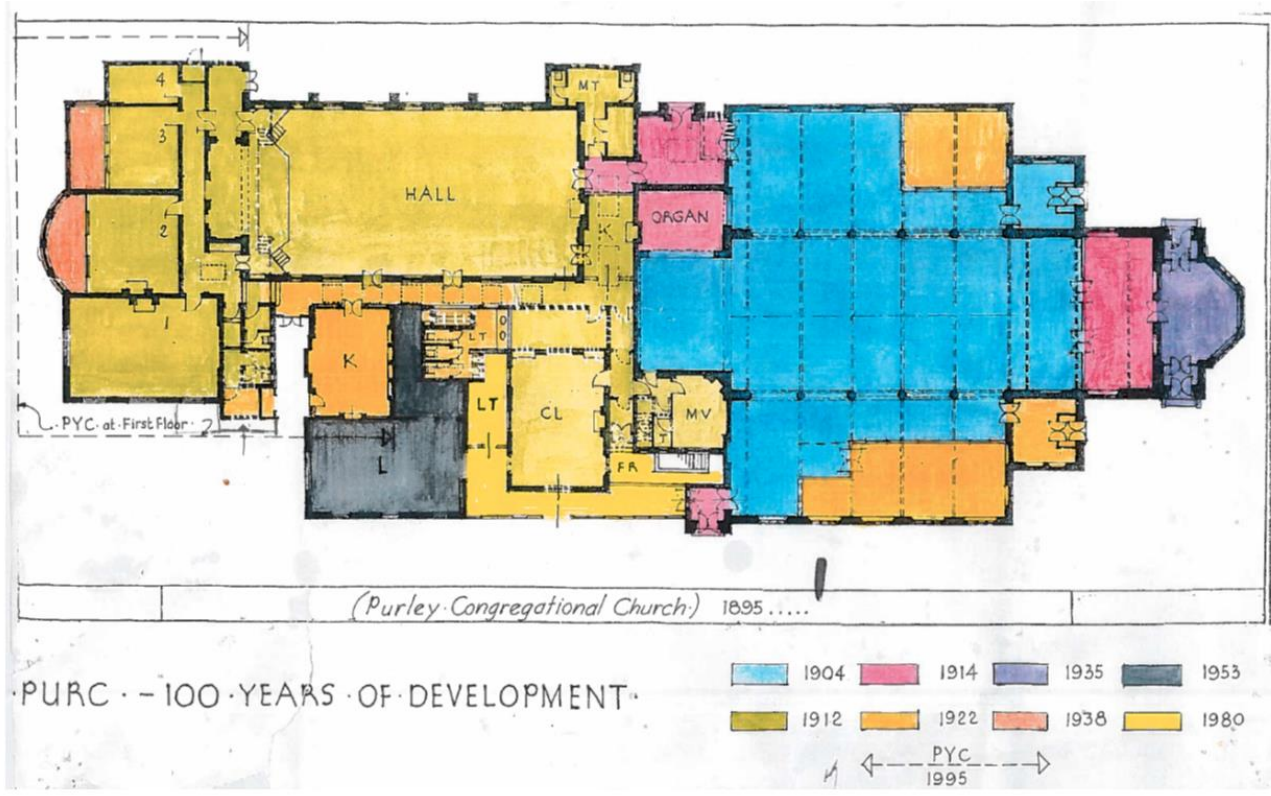 4
MT
3
HALL
ORGAN
K
2
1
LT
K
LT
CL
MV
PYC at First Floor
T
L
FR
(Purley·Congregational Church·) 1895.....
·PURC· -100·YEARS·OF·DEVELOPMENT·
1904 1914 1935 1953
1912 1922 1938 1980
PYC
1995